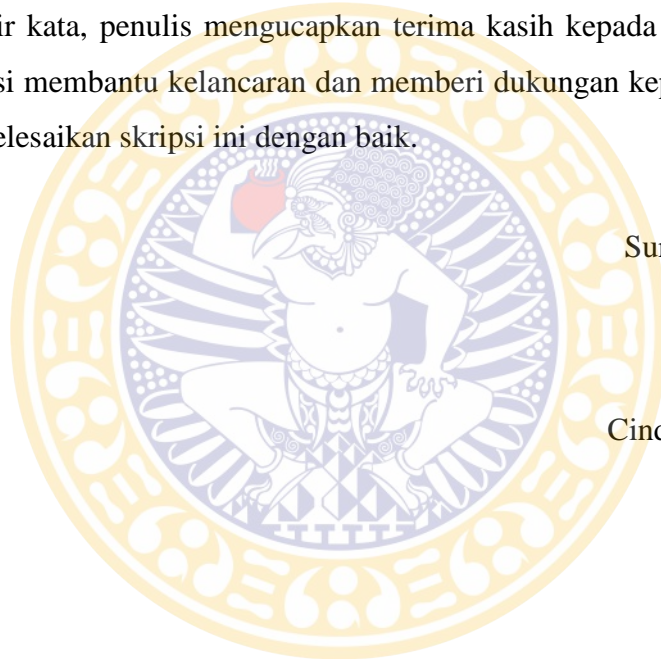 ir kata, penulis mengucapkan terima kasih kepada
si membantu kelancaran dan memberi dukungan kep
elesaikan skripsi ini dengan baik.
Sur
Cinc